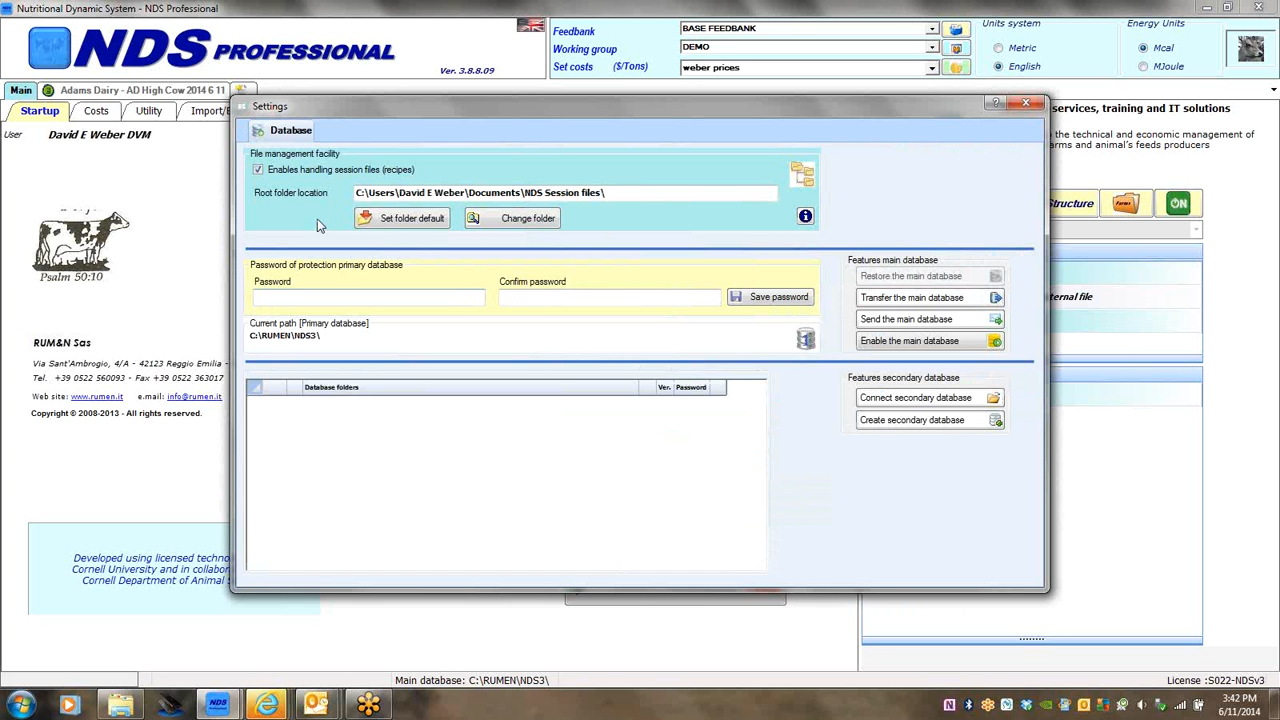 Nutritional Dynamic System - NDS Professional
NDS PROFESSIONAL
Ver. 3.8.8.09
Feedbank
BASE FEEDBANK
Working group
DEMO
Set costs ($/Tons)
weber prices
Units system
Metric
English
Energy Units
Mcal
MJoule
Main
Adams Dairy - AD High Cow 2014 6 11
Startup
Costs
Utility
Import/E
User
David E Weber DVM
Psalm 50:10
RUM&N Sas
Via Sant'Ambrogio, 4/A - 42123 Reggio Emilia -
Tel. +39 0522 560093 - Fax +39 0522 363017
Web site: www.rumen.it e.mail: info@rumen.it
Copyright © 2008-2013 - All rights reserved.
Developed using licensed techno
Cornell University and in collabora
Cornell Department of Animal S
services, training and IT solutions
o the technical and economic management of
arms and animal's feeds producers
Structure
Forms
ON
ternal file
Settings
Database
File management facility
Enables handling session files (recipes)
Root folder location
C:\Users\David E Weber\Documents\NDS Session files\
Set folder default
Change folder
Password of protection primary database
Password
Confirm password
Save password
Current path [Primary database]
C:\RUMEN\NDS3\
Features main database
Restore the main database
Transfer the main database
Send the main database
Enable the main database
Database folders
Ver.
Password
Features secondary database
Connect secondary database
Create secondary database
Main database: C:\RUMEN\NDS3\
License :S022-NDSv3
NDS
3:42 PM
6/11/2014